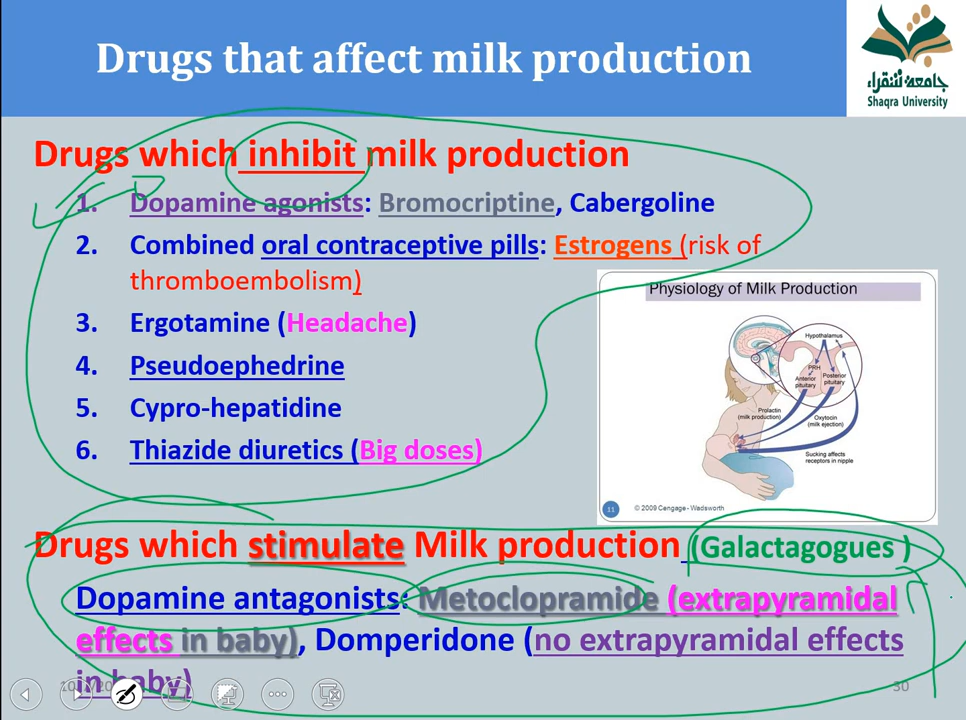 Drugs that affect milk production
جامعة شقراء
Shaqra University
Drugs which inhibit milk production
1. Dopamine agonists: Bromocriptine, Cabergoline
2. Combined oral contraceptive pills: Estrogens (risk of
thromboembolism)
3. Ergotamine (Headache)
4. Pseudoephedrine
5. Cypro-hepatidine
6. Thiazide diuretics (Big doses)
Physiology of Milk Production
Hypothalamus
PRH
Anterior
pituitary
Posterior
pituitary
Prolactin
(milk production)
Oxytocin
(milk ejection)
Sucking affects
receptors in nipple
11
© 2009 Cengage - Wadsworth
Drugs which stimulate Milk production (Galactagogues )
Dopamine antagonists: Metoclopramide (extrapyramidal
effects in baby), Domperidone (no extrapyramidal effects
in baby)
30